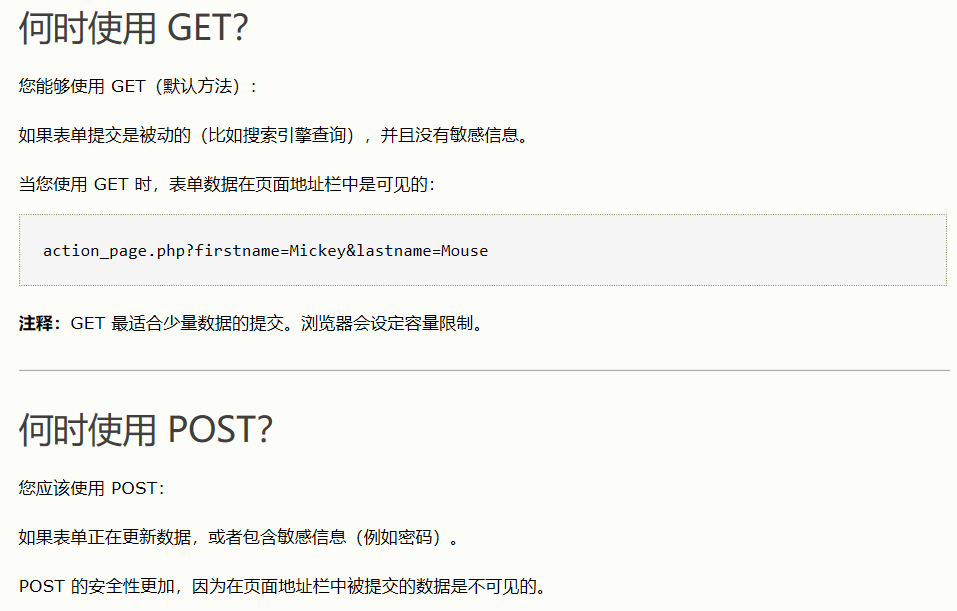 何时使用 GET？
您能够使用 GET（默认方法）：
如果表单提交是被动的（比如搜索引擎查询），并且没有敏感信息。
当您使用 GET 时，表单数据在页面地址栏中是可见的：
action_page.php?firstname=Mickey&lastname=Mouse
注释：GET 最适合少量数据的提交。浏览器会设定容量限制。
何时使用 POST？
您应该使用 POST：
如果表单正在更新数据，或者包含敏感信息（例如密码）。
POST 的安全性更加，因为在页面地址栏中被提交的数据是不可见的。